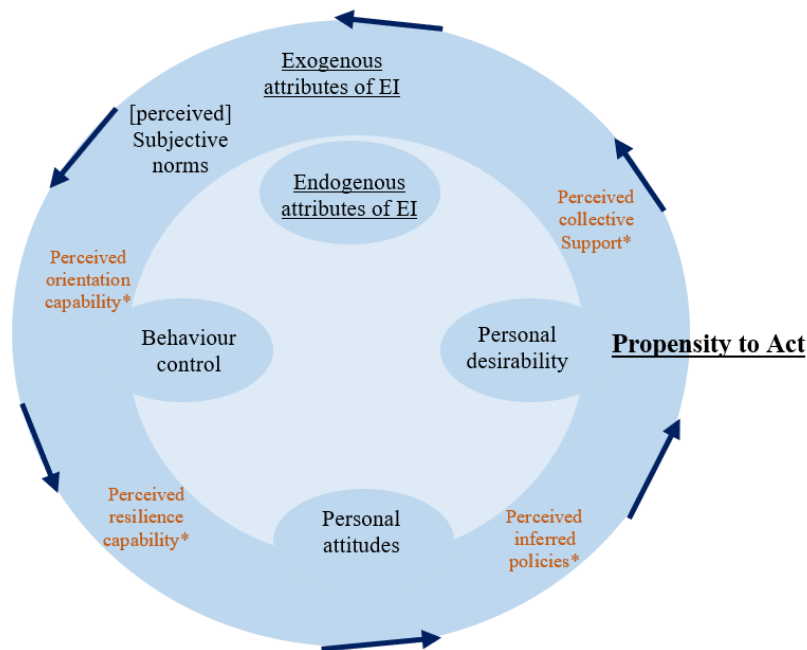 Exogenous
attributes of EI
[perceived]
Subjective
norms
Endogenous
attributes of EI
Perceived
collective
Support*
Perceived
orientation
capability*
Behaviour
control
Personal
desirability
Propensity to Act
Perceived
resilience
capability*
Personal
attitudes
Perceived
inferred
policies*